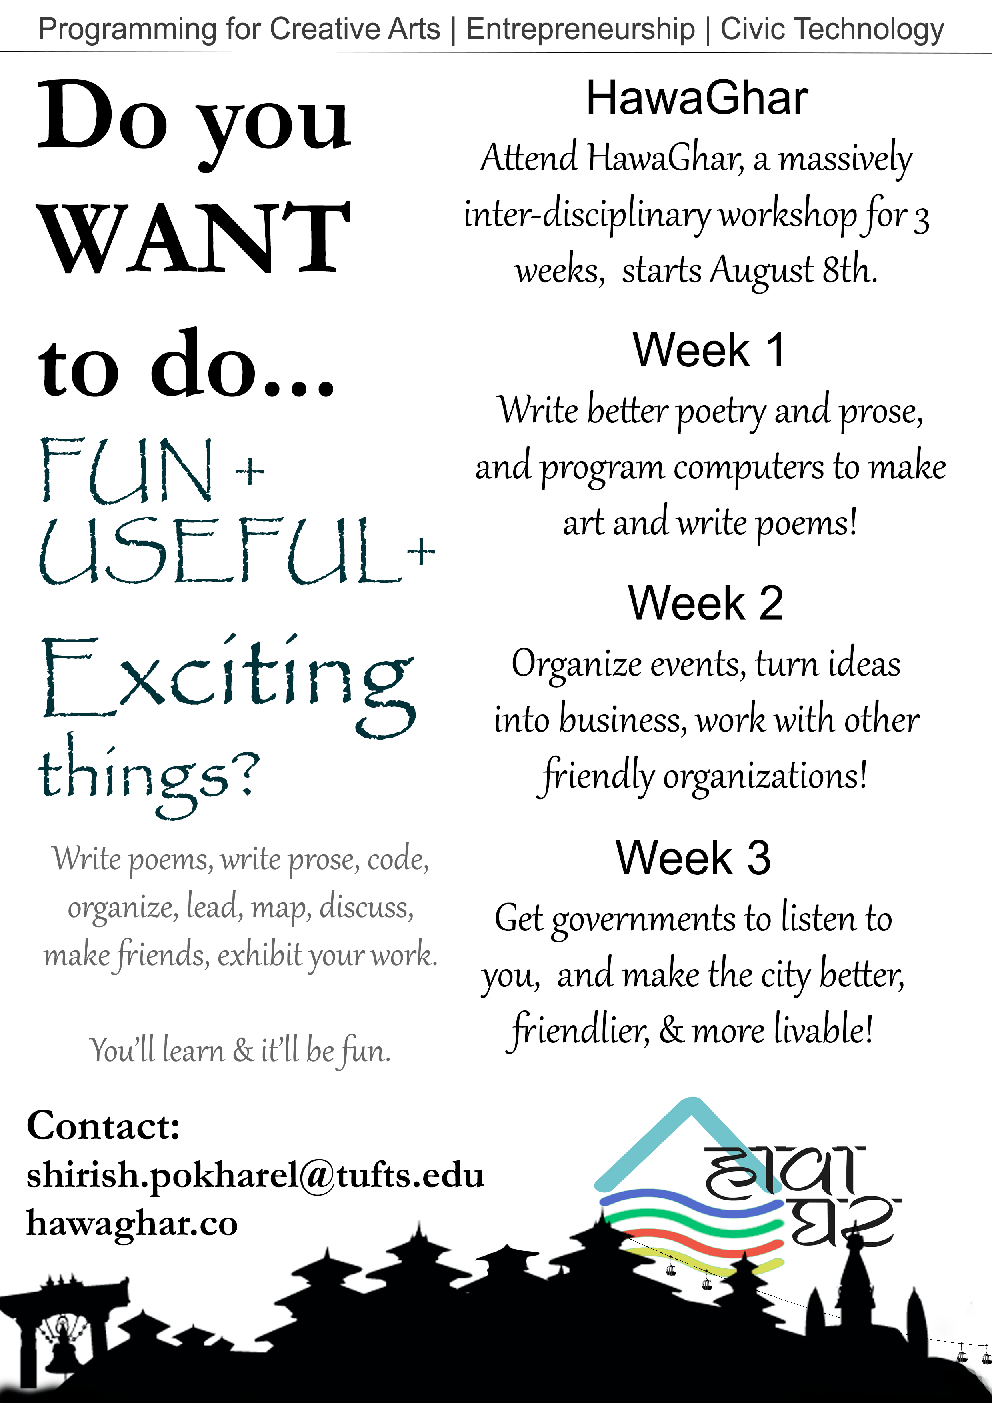 Programming for Creative Arts | Entrepreneurship | Civic Technology
Do you
WANT
to do...
FUN +
USEFUL+
Exciting
things?
Write poems, write prose, code,
organize, lead, map, discuss,
make friends, exhibit your work.
You'll learn & it'll be fun.
HawaGhar
Attend HawaGhar, a massively
inter-disciplinary workshop for 3
weeks, starts August 8th.
Week 1
Write better poetry and prose,
and program computers to make
art and write poems!
Week 2
Organize events, turn ideas
into business, work with other
friendly organizations!
Week 3
Get governments to listen to
you, and make the city better,
friendlier, & more livable!
Contact:
shirish.pokharel@tufts.edu
hawaghar.co
हावा
घर